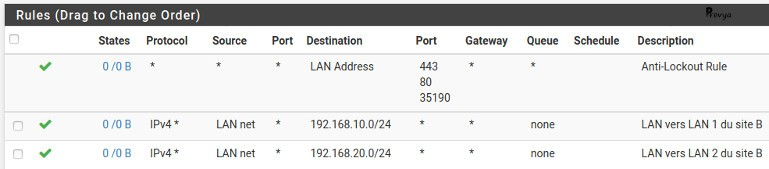 Rules (Drag to Change Order)
Provya
States Protocol Source Port Destination Port Gateway Queue Schedule Description
0 /0 B * * * LAN Address 443 * * Anti-Lockout Rule
80
35190
0 /0 B IPv4 * LAN net * 192.168.10.0/24 * * none LAN vers LAN 1 du site B
0 /0 B IPv4 * LAN net * 192.168.20.0/24 * * none LAN vers LAN 2 du site B